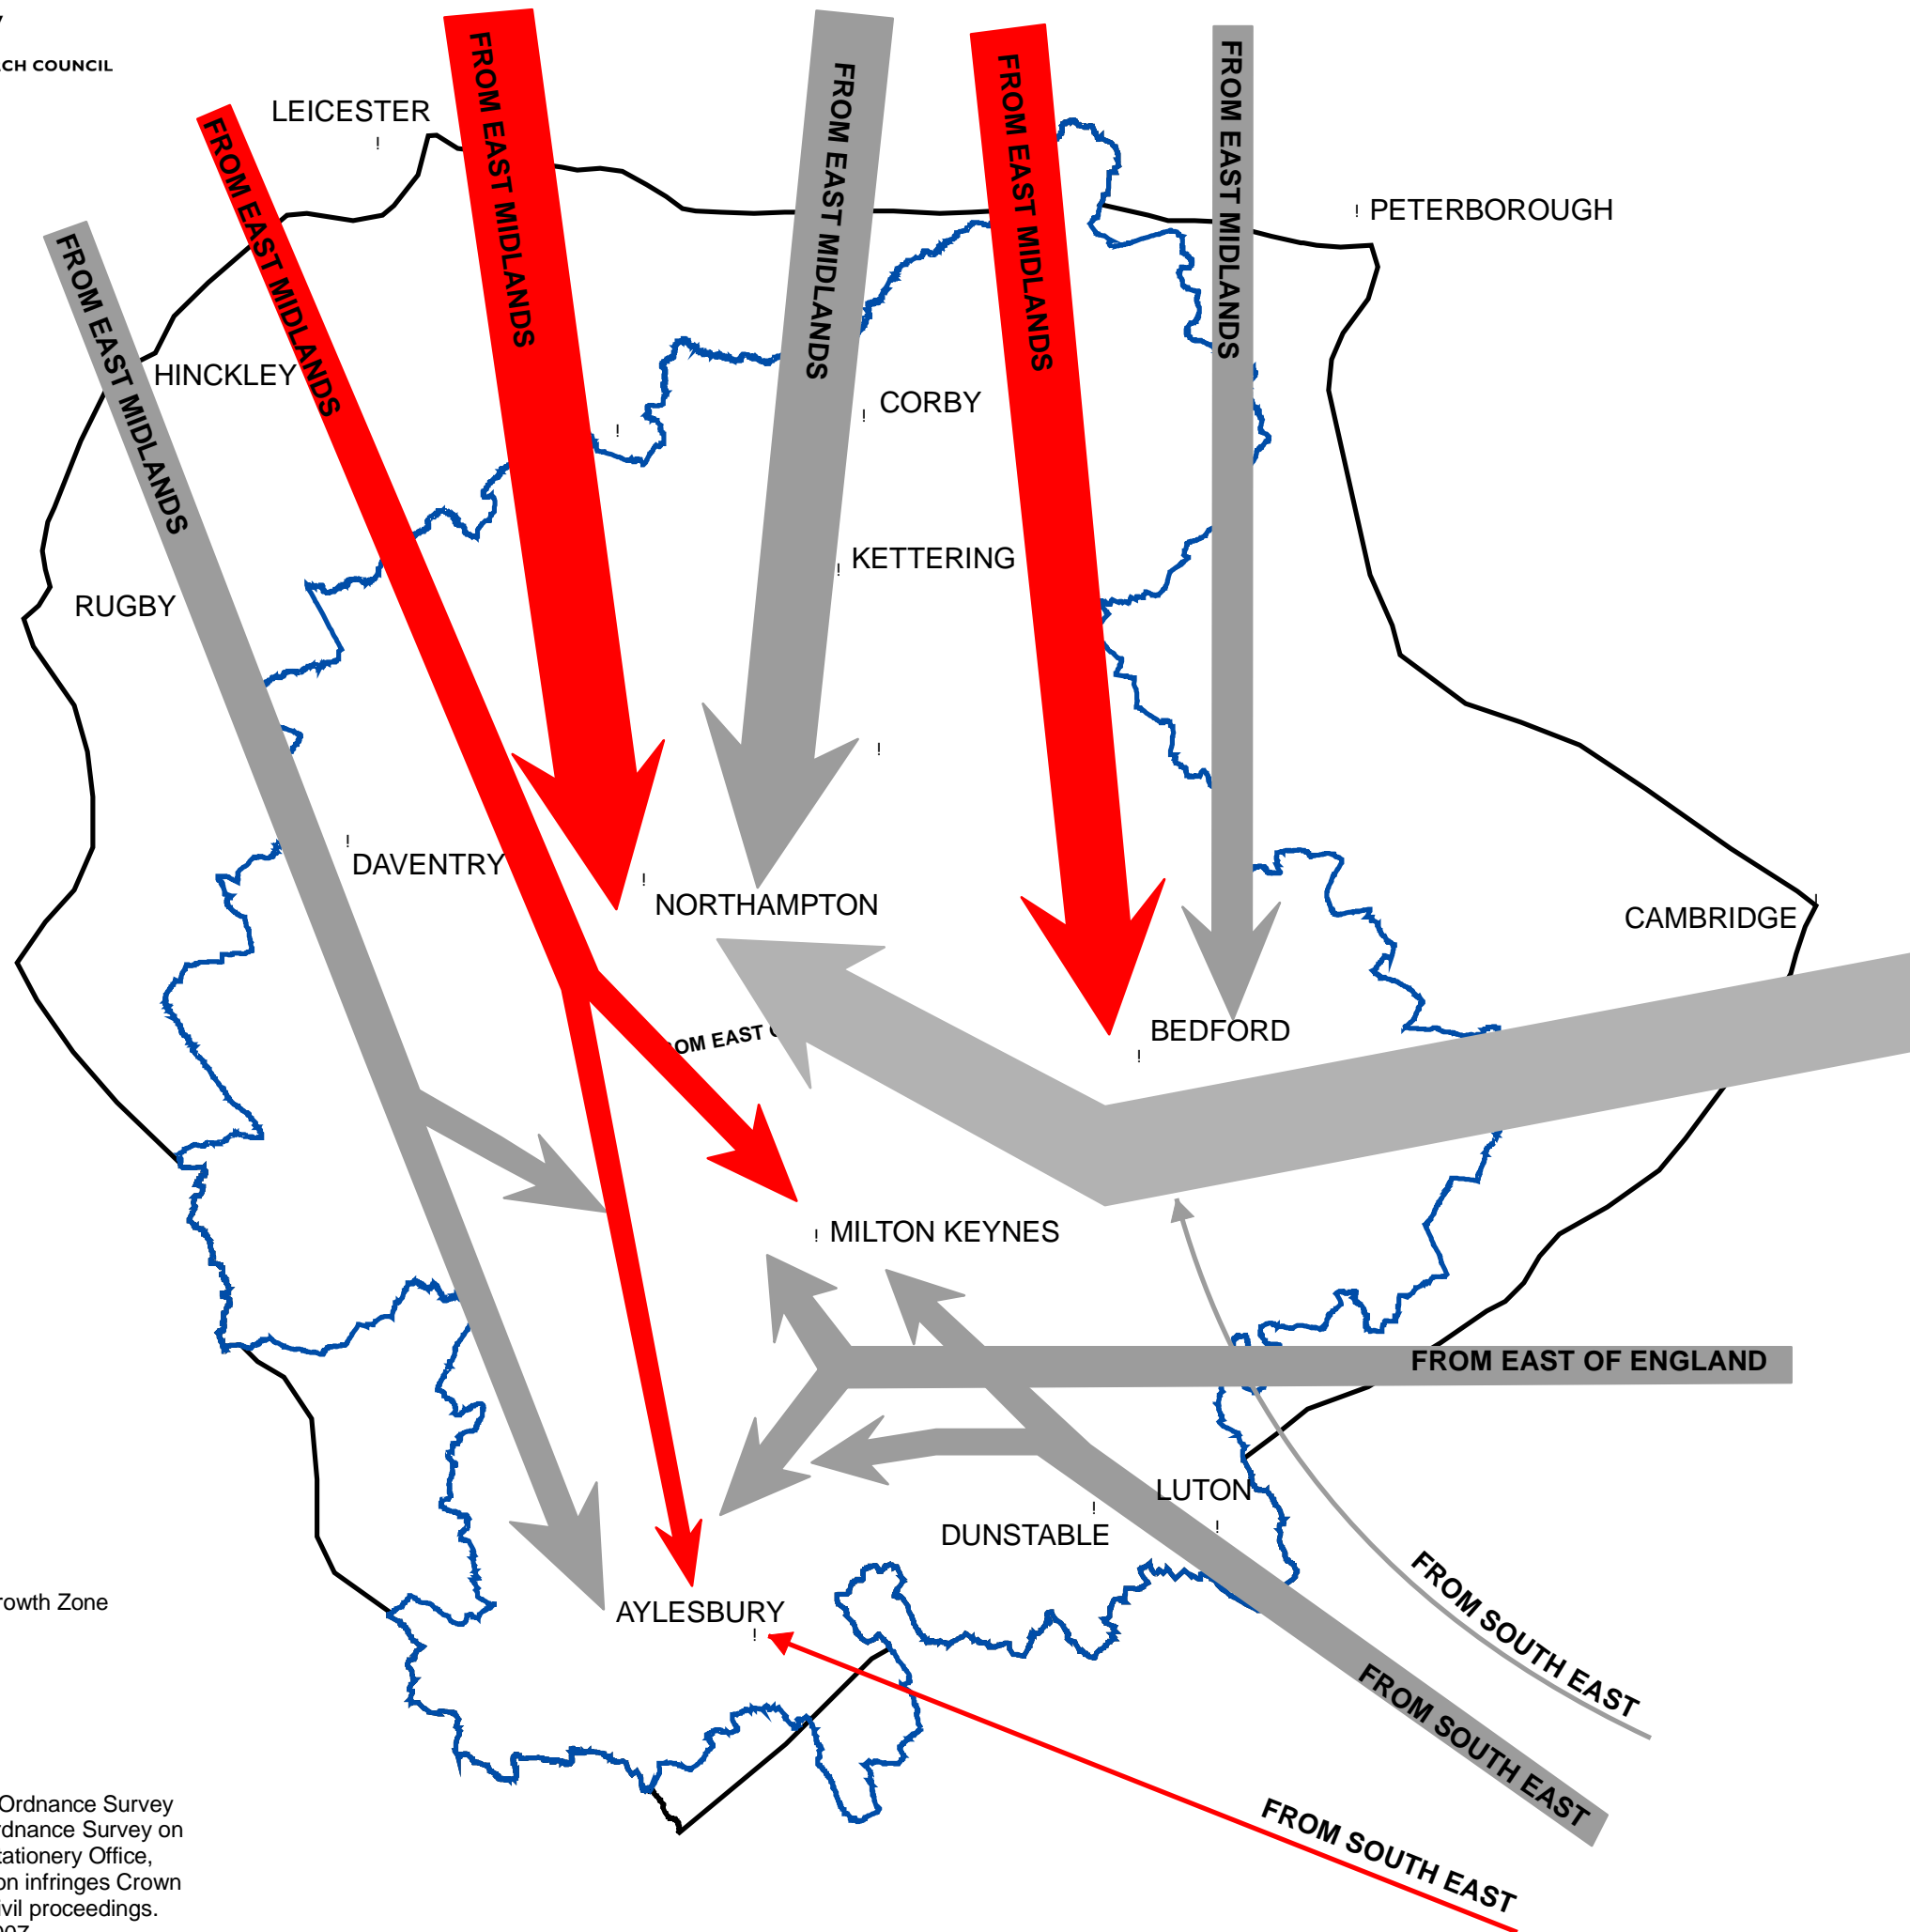 CH COUNCIL
FROM EAST MIDLANDS
FROM EAST MIDLANDS
FROM EAST MIDLANDS
FROM EAST MIDLANDS
FROM EAST MIDLANDS
FROM EAST MIDLANDS
LEICESTER
PETERBOROUGH
HINCKLEY
CORBY
KETTERING
RUGBY
DAVENTRY
NORTHAMPTON
CAMBRIDGE
BEDFORD
OM EAST
MILTON KEYNES
FROM EAST OF ENGLAND
LUTON
DUNSTABLE
AYLESBURY
FROM SOUTH EAST
FROM SOUTH EAST
FROM SOUTH EAST
rowth Zone
Ordnance Survey
rdnance Survey on
tationery Office,
on infringes Crown
ivil proceedings.